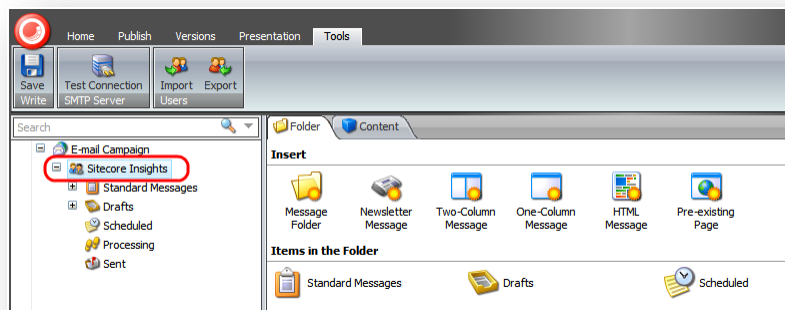 Home Publish Versions Presentation Tools
Save Test Connection Import Export
Write SMTP Server Users
Search
Folder Content
E-mail Campaign
Sitecore Insights
Standard Messages
Drafts
Scheduled
Processing
Sent
Insert
Message Folder
Newsletter Message
Two-Column Message
One-Column Message
HTML Message
Pre-existing Page
Items in the Folder
Standard Messages Drafts Scheduled